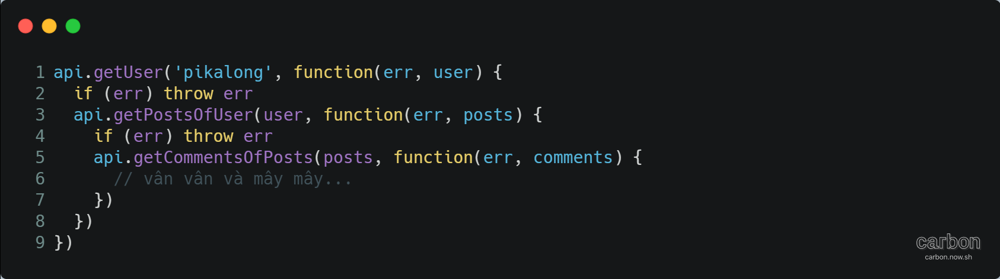 1 api.getUser('pikalong', function(err, user) {
2   if (err) throw err
3   api.getPostsOfUser(user, function(err, posts) {
4     if (err) throw err
5     api.getCommentsOfPosts(posts, function(err, comments) {
6       // vân vân và mây mây...
7     })
8   })
9 })
carbon
carbon.now.sh